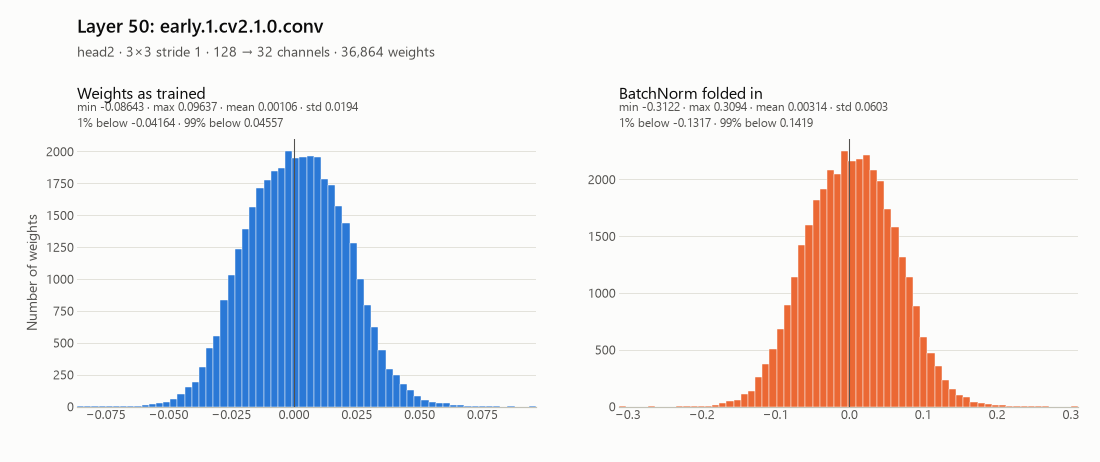 Layer 50: early.1.cv2.1.0.conv
head2 · 3×3 stride 1 · 128 → 32 channels · 36,864 weights
Weights as trained
min -0.08643 · max 0.09637 · mean 0.00106 · std 0.0194
1% below -0.04164 · 99% below 0.04557
Number of weights
2000
1750
1500
1250
1000
750
500
250
0
−0.075 −0.050 −0.025 0.000 0.025 0.050 0.075
BatchNorm folded in
min -0.3122 · max 0.3094 · mean 0.00314 · std 0.0603
1% below -0.1317 · 99% below 0.1419
2000
1500
1000
500
0
−0.3 −0.2 −0.1 0.0 0.1 0.2 0.3